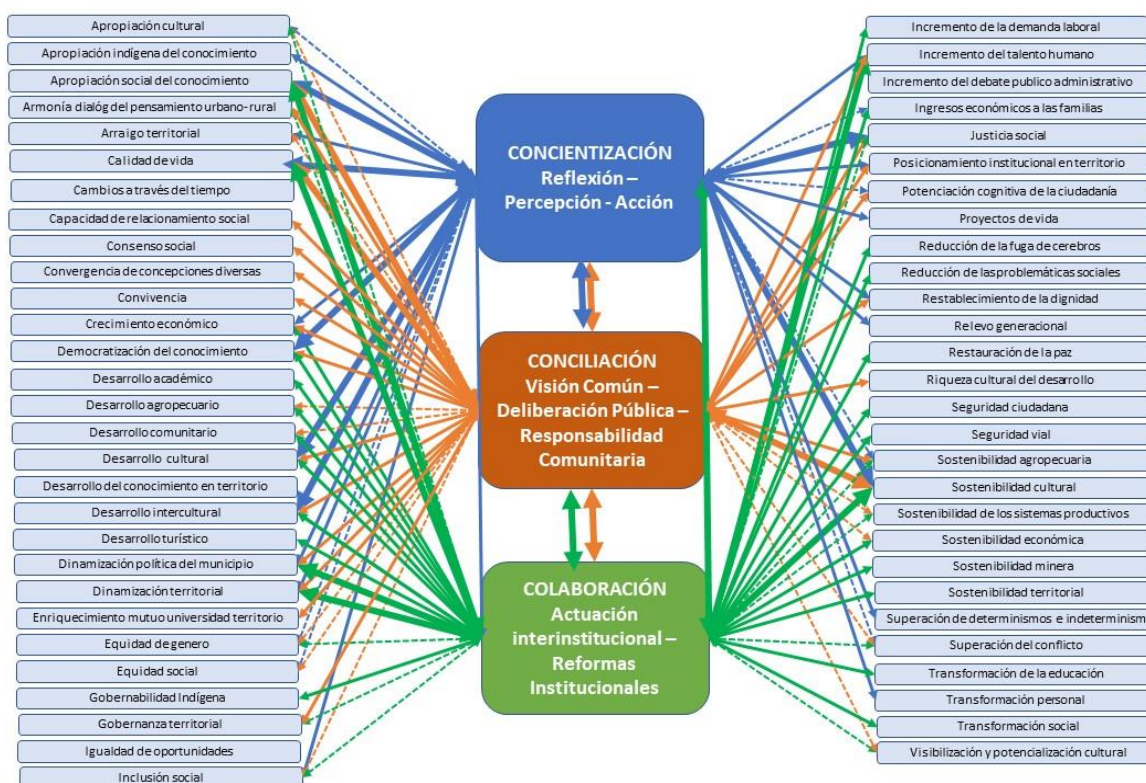 Apropiación cultural
Apropiación indígena del conocimiento
Apropiación social del conocimiento
Armonía dialóg del pensamiento urbano-rural
Arraigo territorial
Calidad de vida
Cambios a través del tiempo
Capacidad de relacionamiento social
Consenso social
Convergencia de concepciones diversas
Convivencia
Crecimiento económico
Democratización del conocimiento
Desarrollo académico
Desarrollo agropecuario
Desarrollo comunitario
Desarrollo cultural
Desarrollo del conocimiento en territorio
Desarrollo intercultural
Desarrollo turístico
Dinamización política del municipio
Dinamización territorial
Enriquecimiento mutuo universidad territorio
Equidad de genero
Equidad social
Gobernabilidad Indígena
Gobernanza territorial
Igualdad de oportunidades
Inclusión social
CONCIENTIZACIÓN
Reflexión –
Percepción - Acción
CONCILIACIÓN
Visión Común –
Deliberación Pública –
Responsabilidad
Comunitaria
COLABORACIÓN
Actuación
interinstitucional –
Reformas
Institucionales
Incremento de la demanda laboral
Incremento del talento humano
Incremento del debate publico administrativo
Ingresos económicos a las familias
Justicia social
Posicionamiento institucional en territorio
Potenciación cognitiva de la ciudadanía
Proyectos de vida
Reducción de la fuga de cerebros
Reducción de las problemáticas sociales
Restablecimiento de la dignidad
Relevo generacional
Restauración de la paz
Riqueza cultural del desarrollo
Seguridad ciudadana
Seguridad vial
Sostenibilidad agropecuaria
Sostenibilidad cultural
Sostenibilidad de los sistemas productivos
Sostenibilidad económica
Sostenibilidad minera
Sostenibilidad territorial
Superación de determinismos e indeterminism
Superación del conflicto
Transformación de la educación
Transformación personal
Transformación social
Visibilización y potencialización cultural